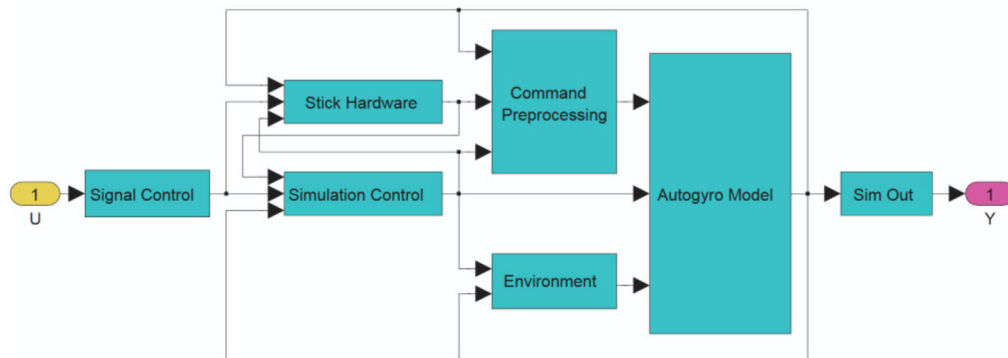 Stick Hardware
Command
Preprocessing
1
U
Signal Control
Simulation Control
Autogyro Model
Sim Out
1
Y
Environment